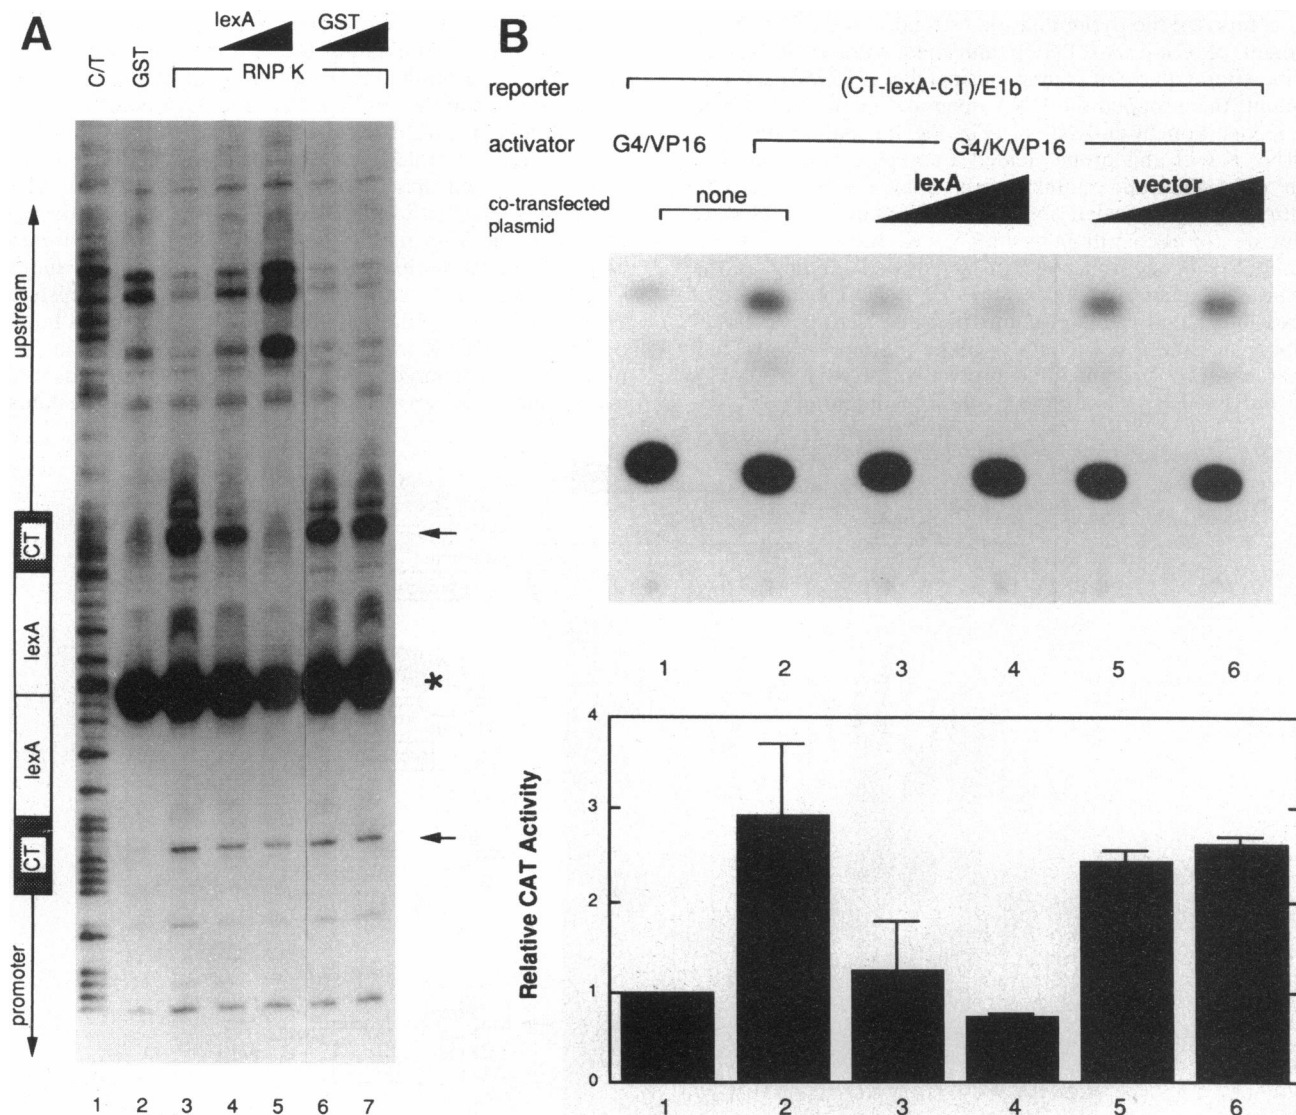 A
lexA
GST
C/T
GST
RNP K
upstream
CT
lexA
lexA
CT
promoter
*
1 2 3 4 5 6 7
B
reporter
(CT-lexA-CT)/E1b
activator
G4/VP16
G4/K/VP16
co-transfected
plasmid
none
lexA
vector
1 2 3 4 5 6
Relative CAT Activity
4
3
2
1
0
1 2 3 4 5 6